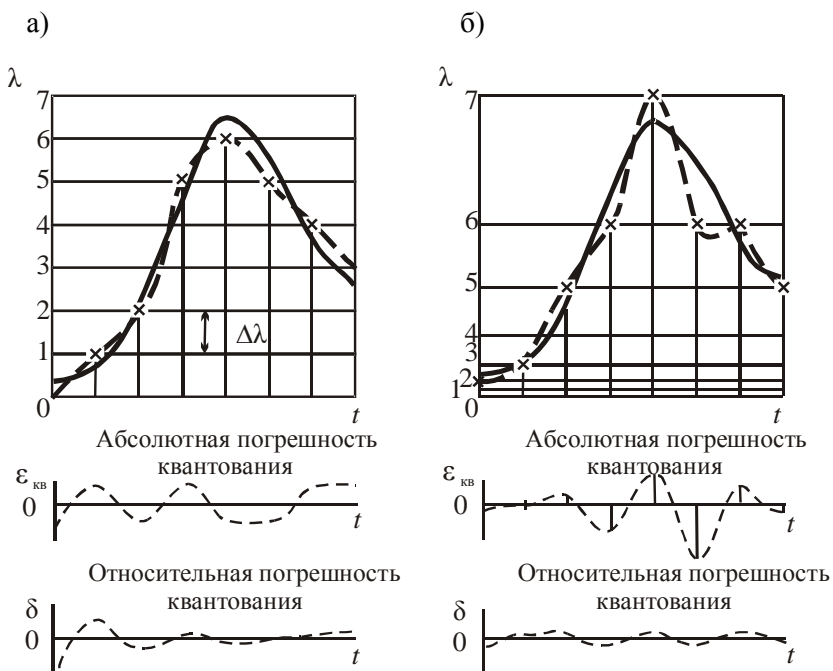 а)
λ
7
6
5
4
3
2
1
0
Δλ
t
Абсолютная погрешность
квантования
ε кв
0
t
Относительная погрешность
квантования
δ
0
t
б)
λ
7
6
5
4
3
2
1
0
t
Абсолютная погрешность
квантования
ε кв
0
t
Относительная погрешность
квантования
δ
0
t